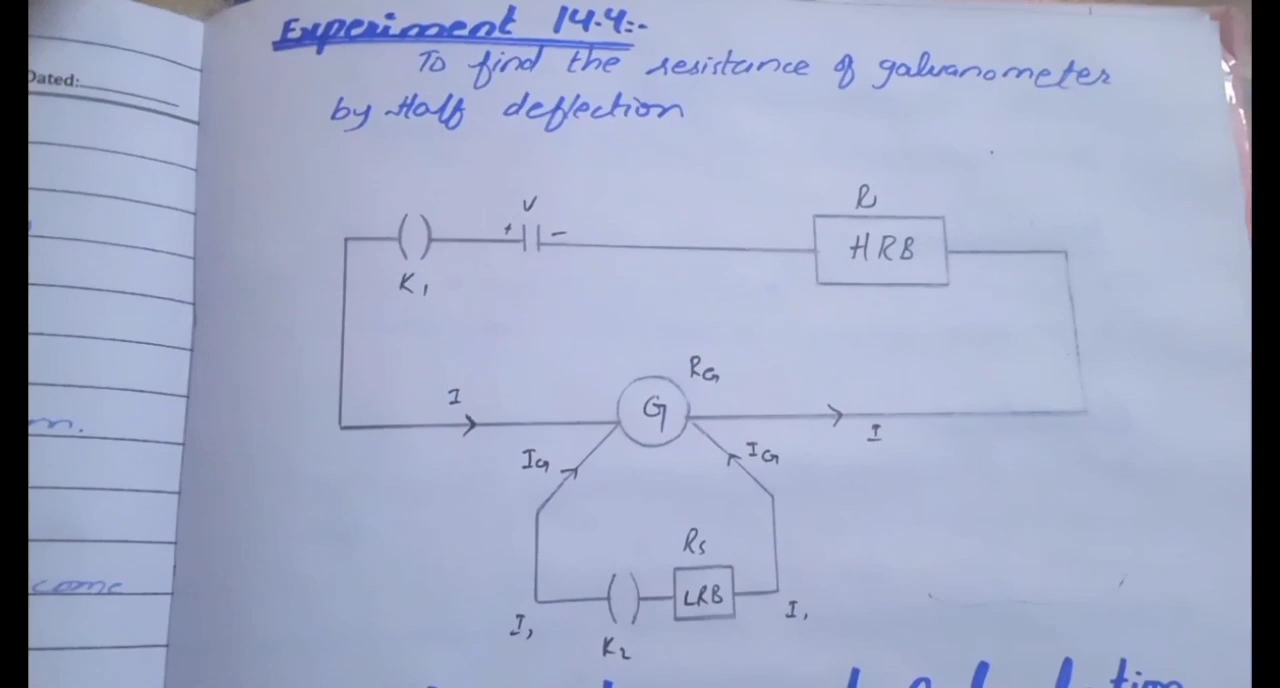 Experiment 14.4:-
To find the resistance of galvanometer
by Half deflection
Dated:
V
R
+
-
HRB
K1
RG
I
G
I
IG
IG
m.
Rs
come
LRB
I1
I1
K2